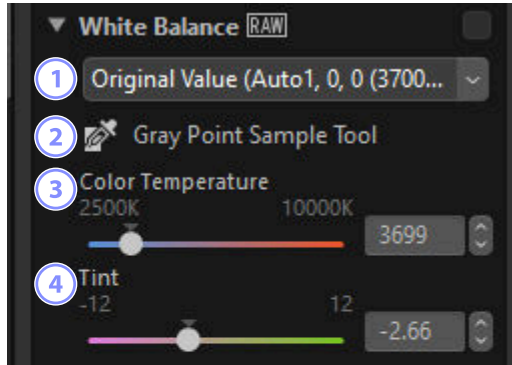 White Balance RAW
1 Original Value (Auto1, 0, 0 (3700...
2 Gray Point Sample Tool
3 Color Temperature
2500K 10000K
3699
4 Tint
-12 12
-2.66